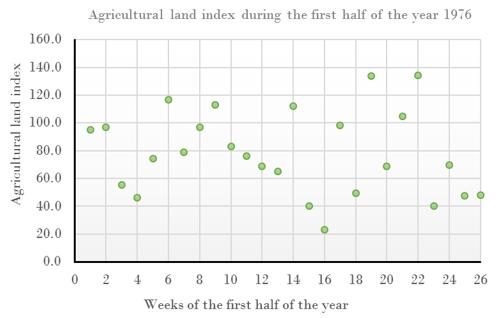 Agricultural land index during the first half of the year 1976
160.0
140.0
120.0
100.0
80.0
60.0
40.0
20.0
0.0
Agricultural land index
0 2 4 6 8 10 12 14 16 18 20 22 24 26
Weeks of the first half of the year